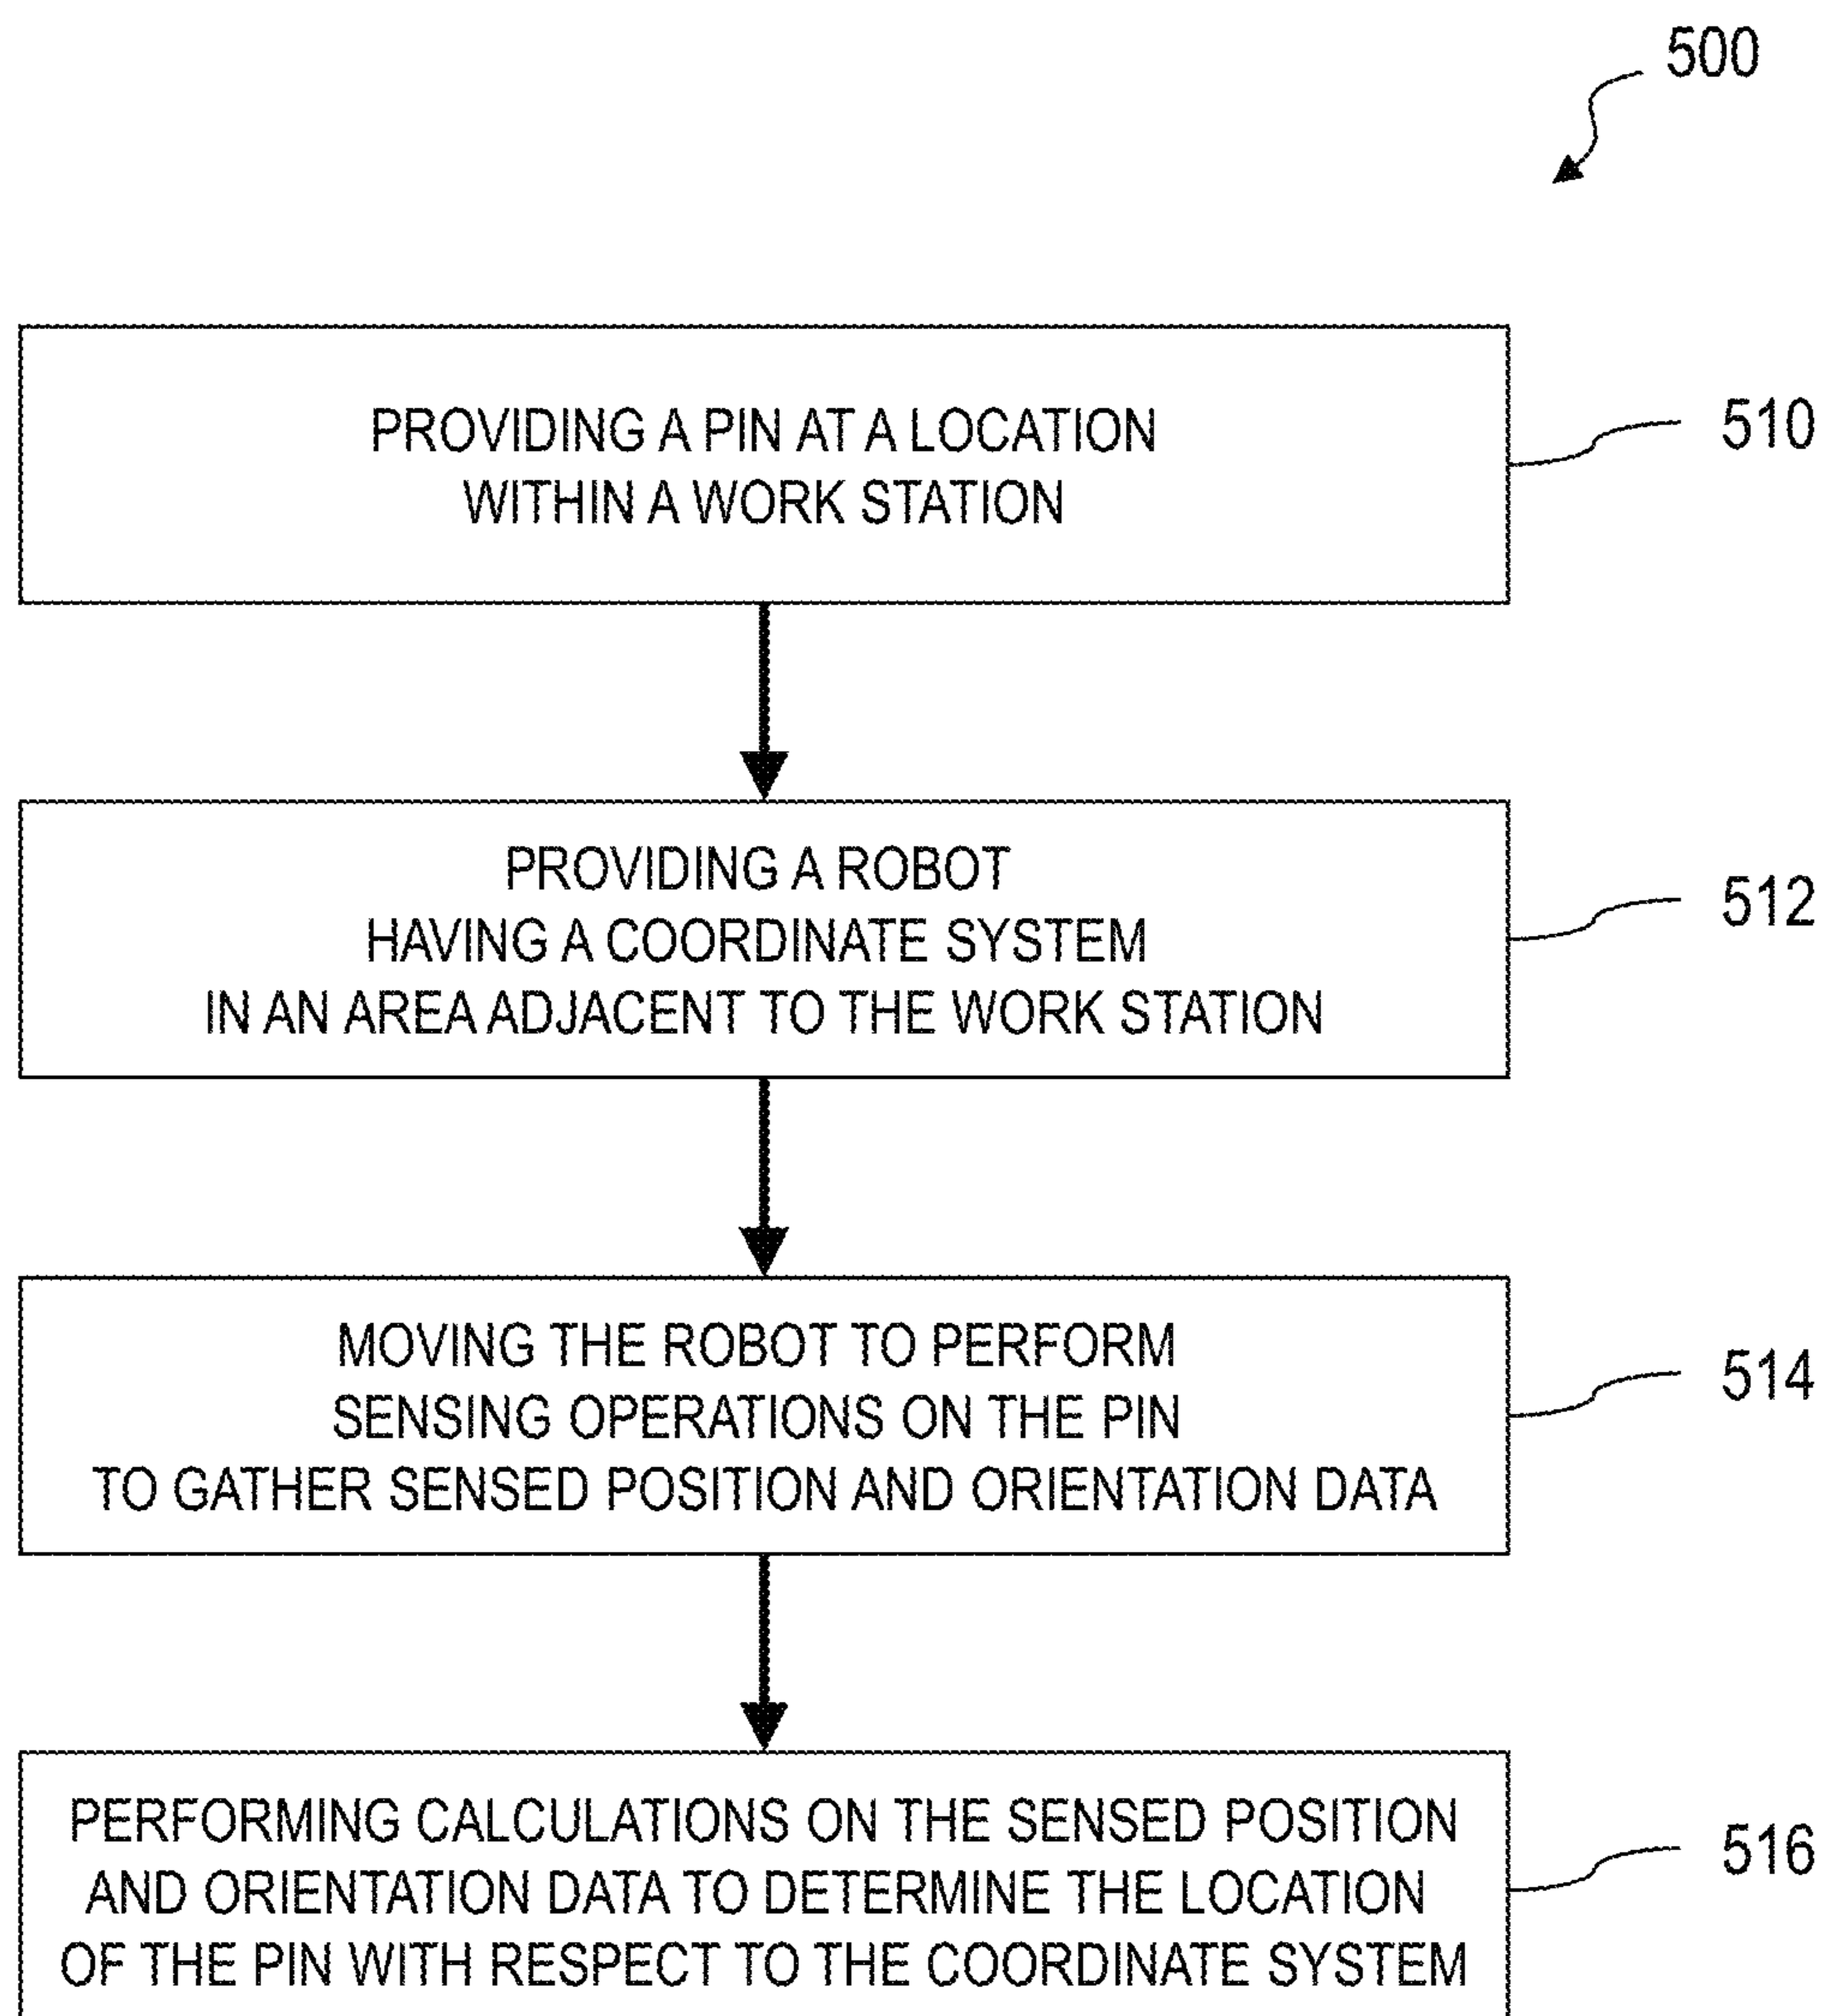 500
PROVIDING A PIN AT A LOCATION
WITHIN A WORK STATION
510
PROVIDING A ROBOT
HAVING A COORDINATE SYSTEM
IN AN AREA ADJACENT TO THE WORK STATION
512
MOVING THE ROBOT TO PERFORM
SENSING OPERATIONS ON THE PIN
TO GATHER SENSED POSITION AND ORIENTATION DATA
514
PERFORMING CALCULATIONS ON THE SENSED POSITION
AND ORIENTATION DATA TO DETERMINE THE LOCATION
OF THE PIN WITH RESPECT TO THE COORDINATE SYSTEM
516